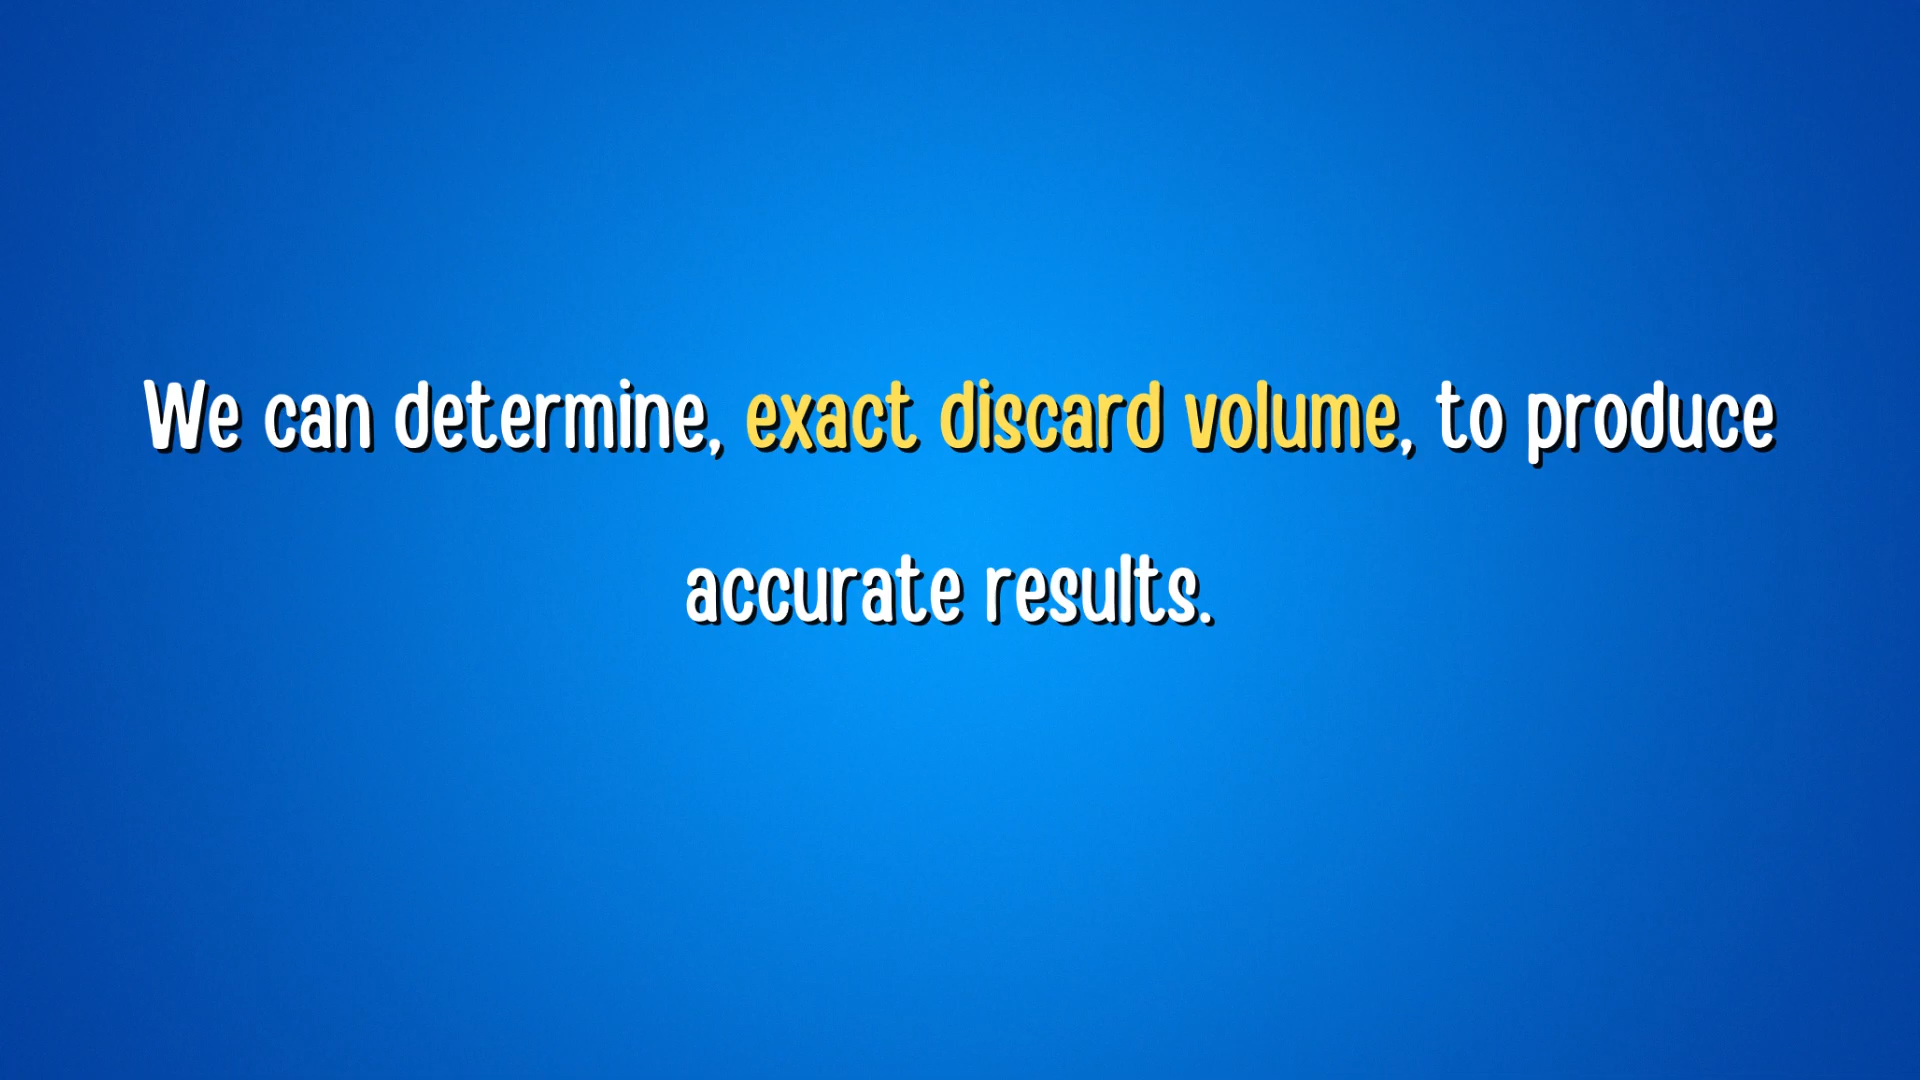 We can determine, exact discard volume, to produce
accurate results.